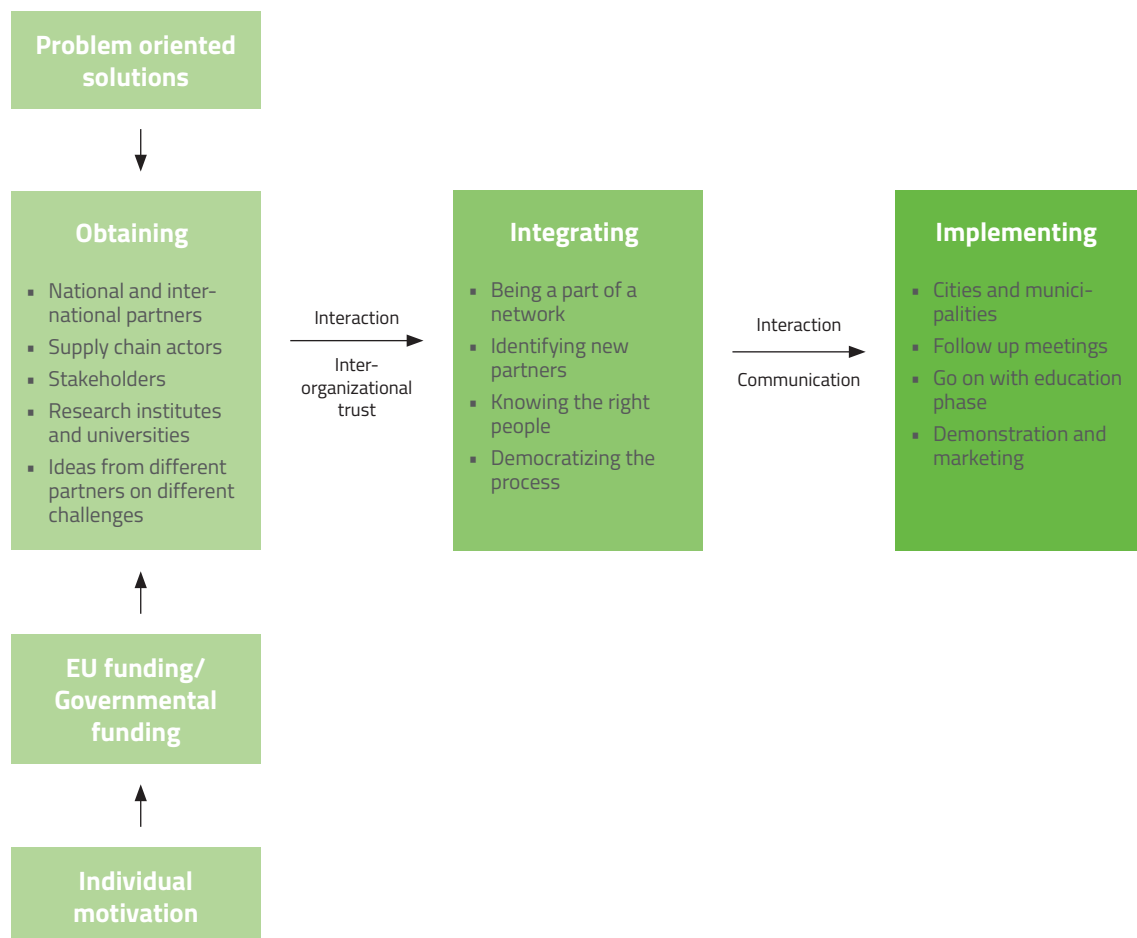 Problem oriented
solutions
Obtaining
▪ National and inter-
national partners
▪ Supply chain actors
▪ Stakeholders
▪ Research institutes
and universities
▪ Ideas from different
partners on different
challenges
Interaction
Inter-
organizational
trust
Integrating
▪ Being a part of a
network
▪ Identifying new
partners
▪ Knowing the right
people
▪ Democratizing the
process
Interaction
Communication
Implementing
▪ Cities and munici-
palities
▪ Follow up meetings
▪ Go on with education
phase
▪ Demonstration and
marketing
EU funding/
Governmental
funding
Individual
motivation